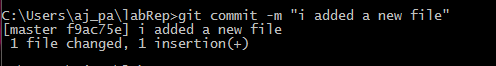 C:\Users\aj_pa\labRep>git commit -m "i added a new file"
[master f9ac75e] i added a new file
 1 file changed, 1 insertion(+)